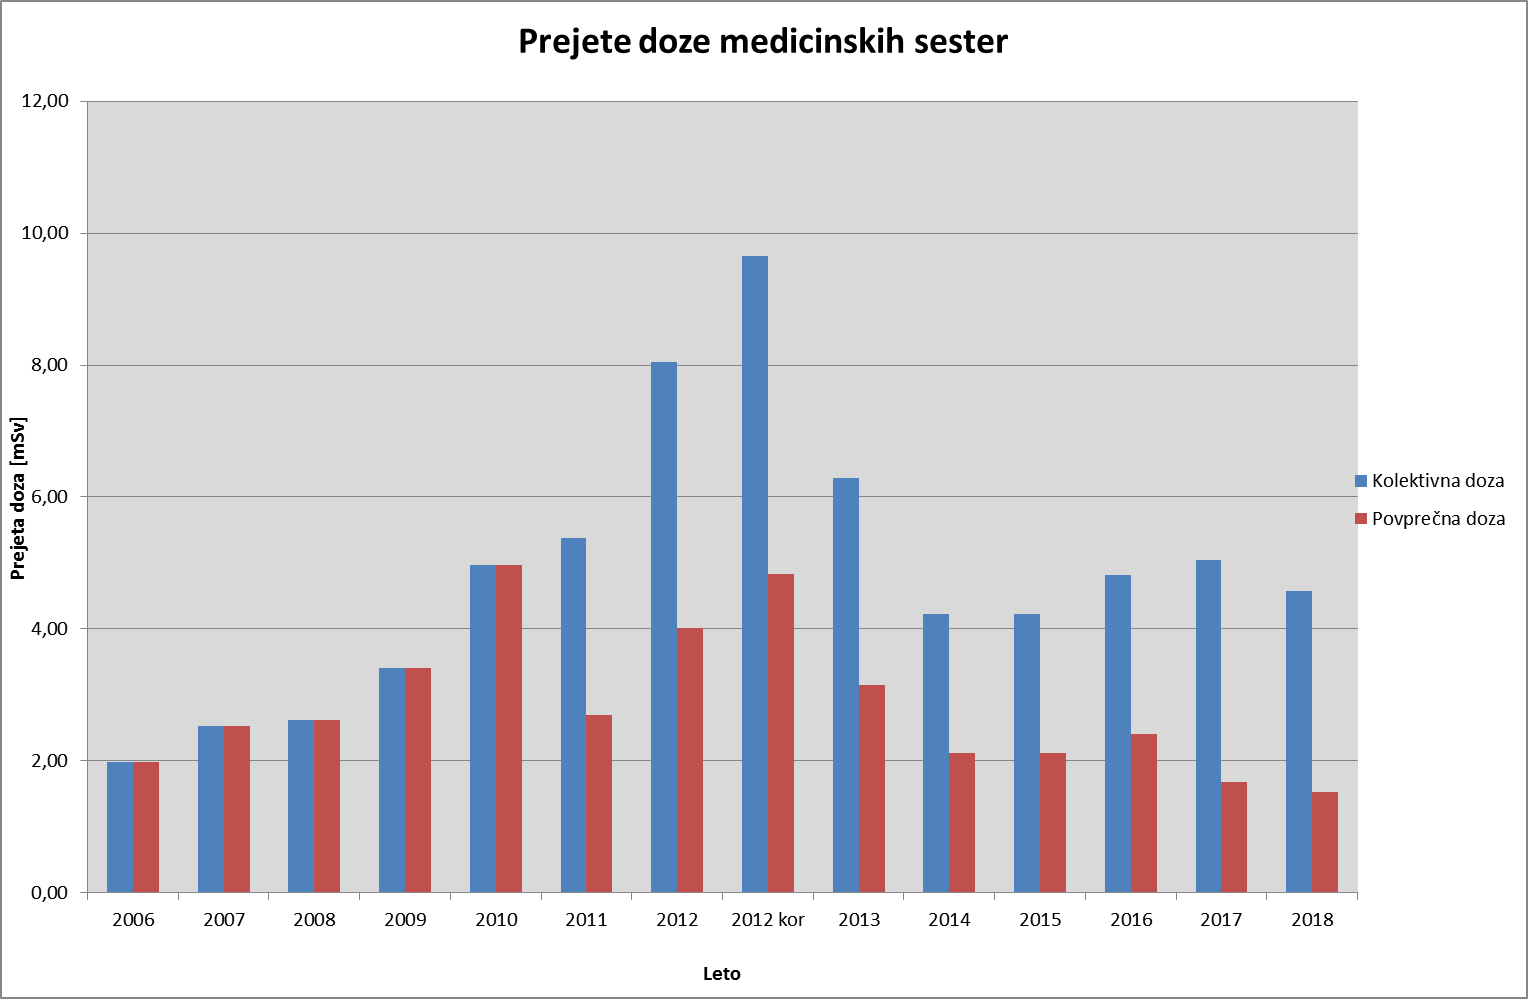 Prejete doze medicinskih sester
12,00
10,00
8,00
6,00
4,00
2,00
0,00
Prejeta doza [mSv]
2006 2007 2008 2009 2010 2011 2012 2012 kor 2013 2014 2015 2016 2017 2018
Leto
Kolektivna doza
Povprečna doza